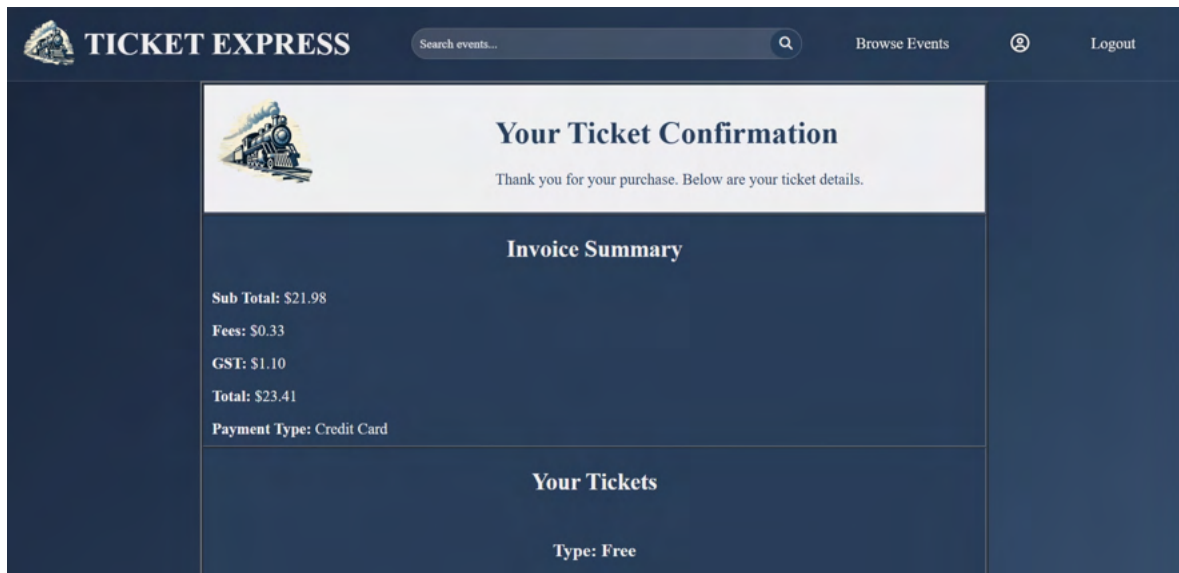 TICKET EXPRESS
Search events...
Browse Events
Logout
Your Ticket Confirmation
Thank you for your purchase. Below are your ticket details.
Invoice Summary
Sub Total: $21.98
Fees: $0.33
GST: $1.10
Total: $23.41
Payment Type: Credit Card
Your Tickets
Type: Free